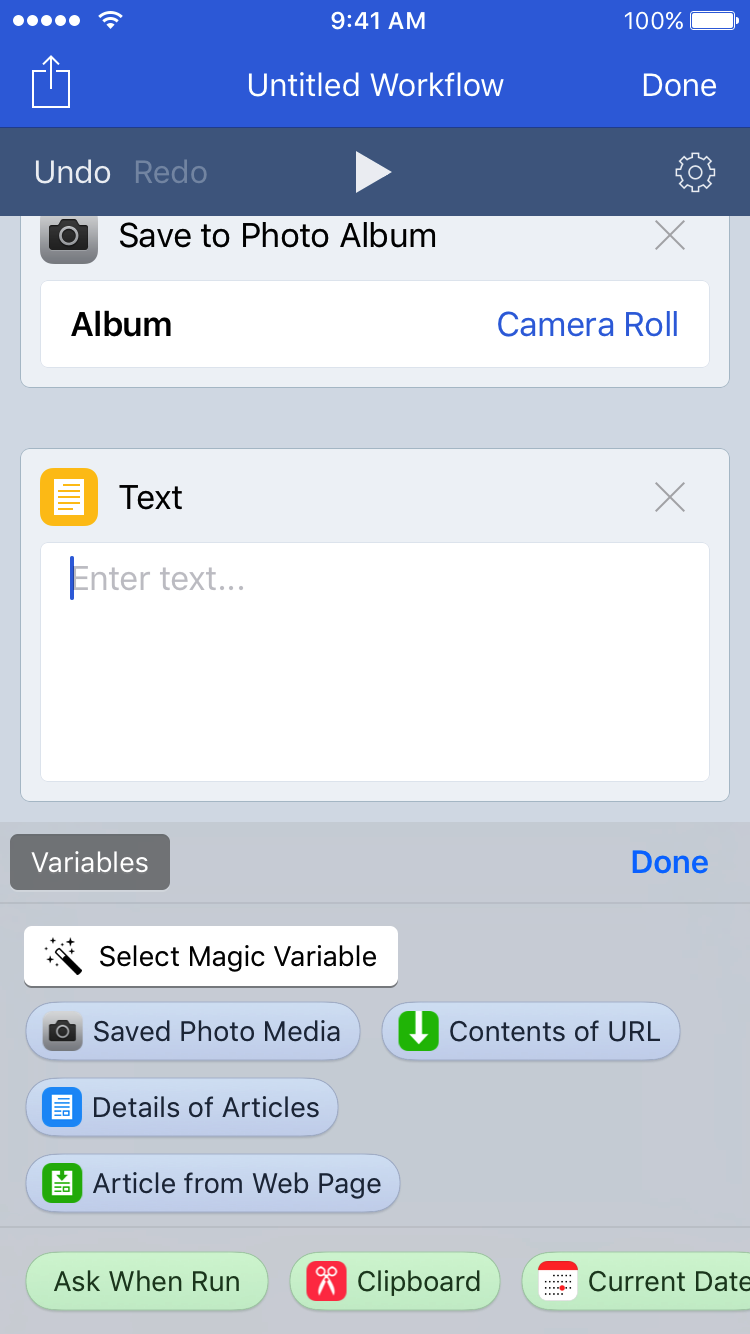 9:41 AM 100%
Untitled Workflow Done
Undo Redo
Save to Photo Album
Album Camera Roll
Text
Enter text...
Variables Done
Select Magic Variable
Saved Photo Media Contents of URL
Details of Articles
Article from Web Page
Ask When Run Clipboard Current Date